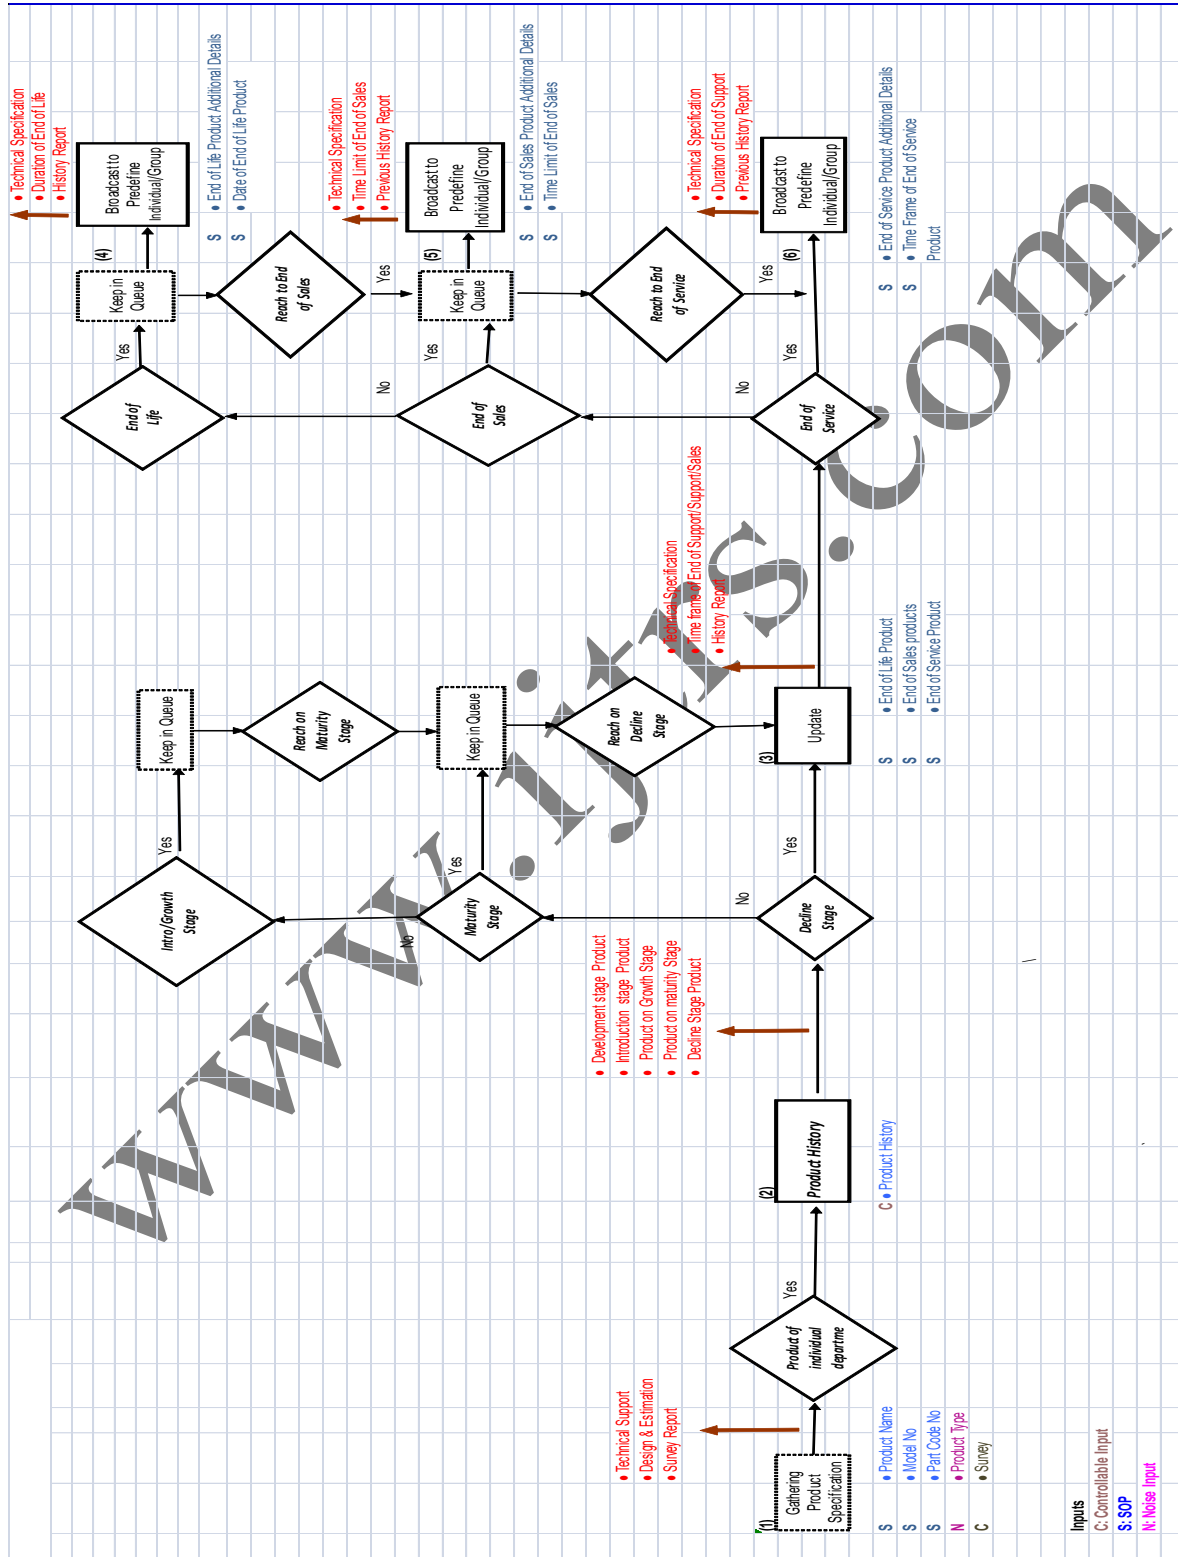 • Technical Specification
• Duration of End of Life
• History Report
Broadcast to
Predefine
Individual/Group
(4)
Keep in
Queue
Yes
End of
Life
S • End of Life Product Additional Details
S • Date of End of Life Product
Reach to End
of Sales
Yes
• Technical Specification
• Time Limit of End of Sales
• Previous History Report
Broadcast to
Predefine
Individual/Group
(5)
Keep in
Queue
Yes
No
End of
Sales
S • End of Sales Product Additional Details
S • Time Limit of End of Sales
Reach to End
of Service
Yes
• Technical Specification
• Duration of End of Support
• Previous History Report
Broadcast to
Predefine
Individual/Group
(6)
Yes
No
End of
Service
S • End of Service Product Additional Details
S • Time Frame of End of Service
Product
Intro/Growth
Stage
Yes
Keep in Queue
Reach on
Maturity
Stage
No
Maturity
Stage
Yes
Keep in Queue
Reach on
Decline
Stage
• Technical Specification
• Time frame of End of Support/Support/Sales
• History Report
(3)
Update
S • End of Life Product
S • End of Sales products
S • End of Service Product
No
Yes
Decline
Stage
• Development stage Product
• Introduction stage Product
• Product on Growth Stage
• Product on maturity Stage
• Decline Stage Product
(2)
Product History
C • Product History
Yes
Product of
individual
departme
• Technical Support
• Design & Estimation
• Survey Report
(1)
Gathering
Product
Specification
S • Product Name
S • Model No
S • Part Code No
N • Product Type
C • Survey
Inputs
C: Controllable Input
S: SOP
N: Noise Input
www.ijtrs.com